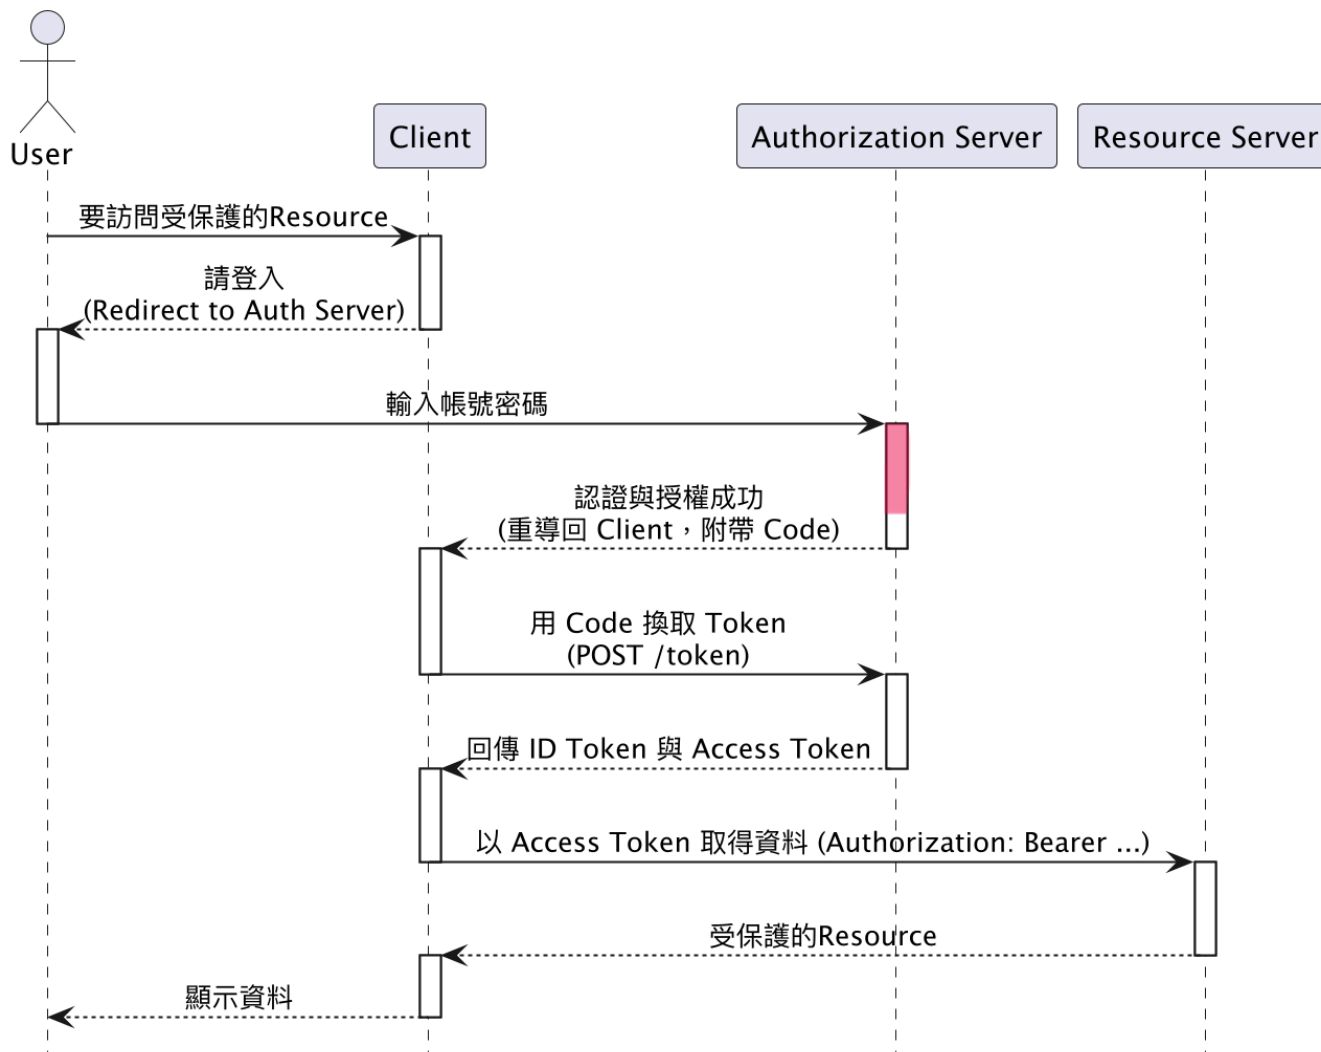 User
Client
Authorization Server
Resource Server
要訪問受保護的Resource
請登入
(Redirect to Auth Server)
輸入帳號密碼
認證與授權成功
(重導回 Client，附帶 Code)
用 Code 換取 Token
(POST /token)
回傳 ID Token 與 Access Token
以 Access Token 取得資料 (Authorization: Bearer ...)
受保護的Resource
顯示資料